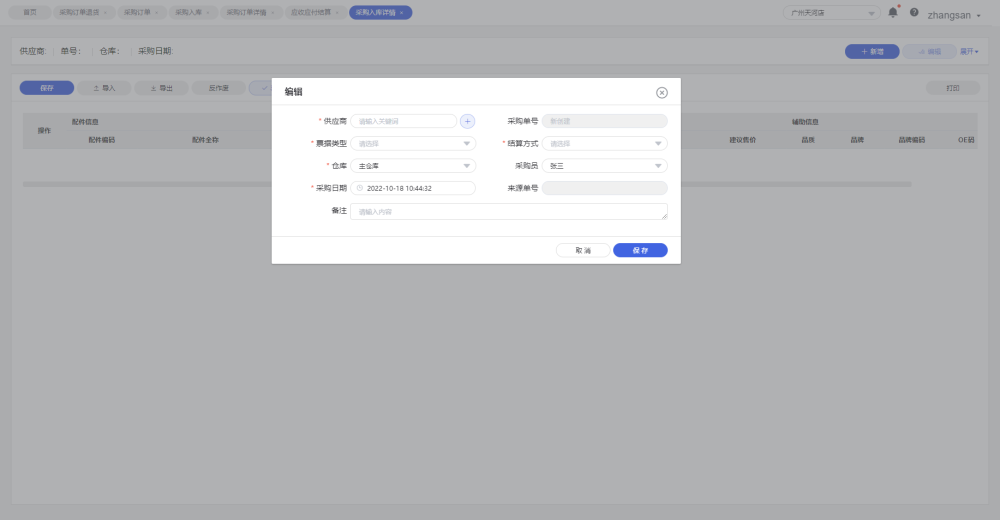 首页 采购订单退货 × 采购订单 × 采购入库 × 采购订单详情 × 应收应付结算 × 采购入库详情 ×
广州天河店 zhangsan
供应商: 单号: 仓库: 采购日期:
+ 新增 编辑 展开
保存 导入 导出 反作废 打印
操作 配件信息 辅助信息
配件编码 配件全称 建议售价 品质 品牌 品牌编码 OE码
编辑
* 供应商 请输入关键词 + 采购单号 新创建
* 票据类型 请选择 * 结算方式 请选择
* 仓库 主仓库 采购员 张三
* 采购日期 2022-10-18 10:44:32 来源单号
备注 请输入内容
取消 保存